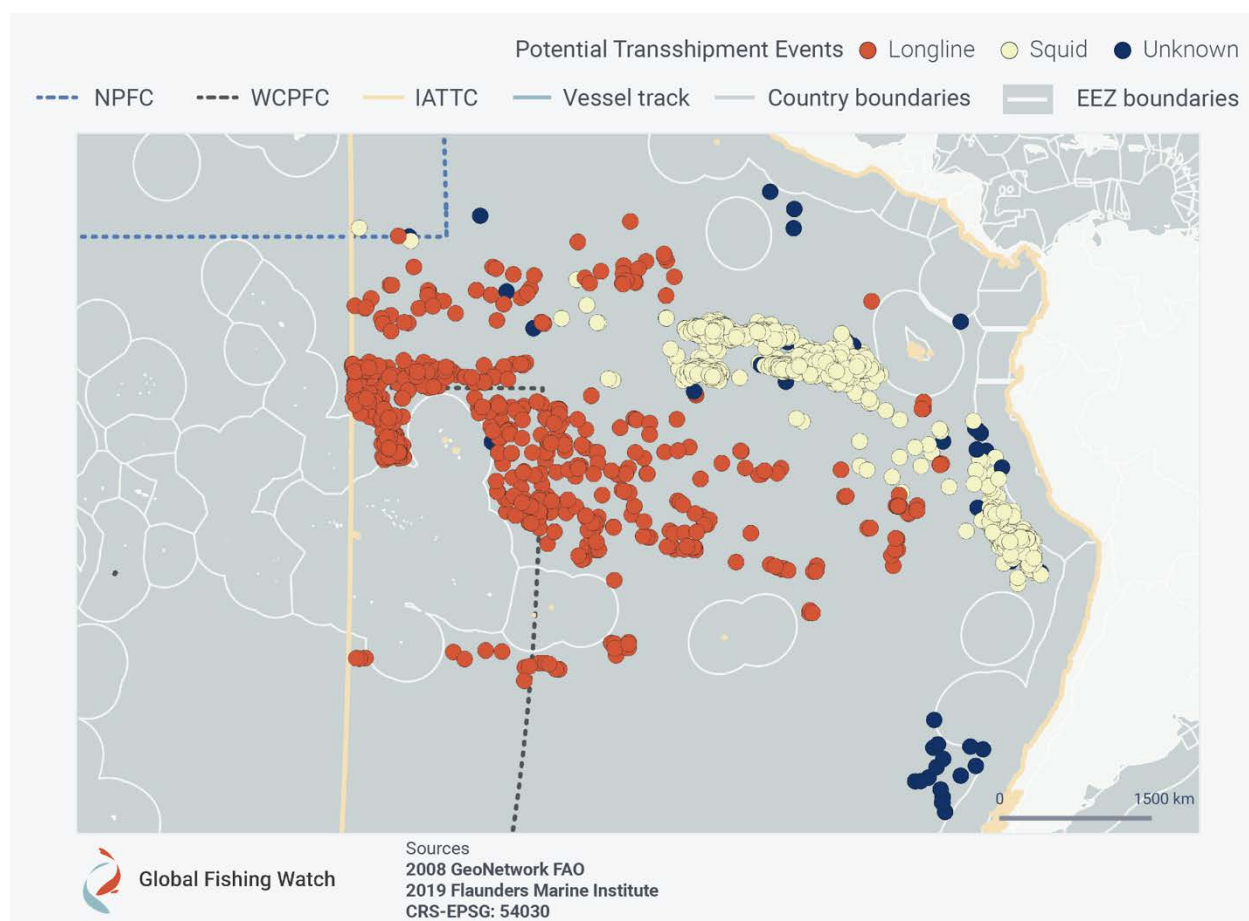 Potential Transshipment Events Longline Squid Unknown
NPFC WCPFC IATTC Vessel track Country boundaries EEZ boundaries
0 1500 km
Global Fishing Watch
Sources
2008 GeoNetwork FAO
2019 Flaunders Marine Institute
CRS-EPSG: 54030